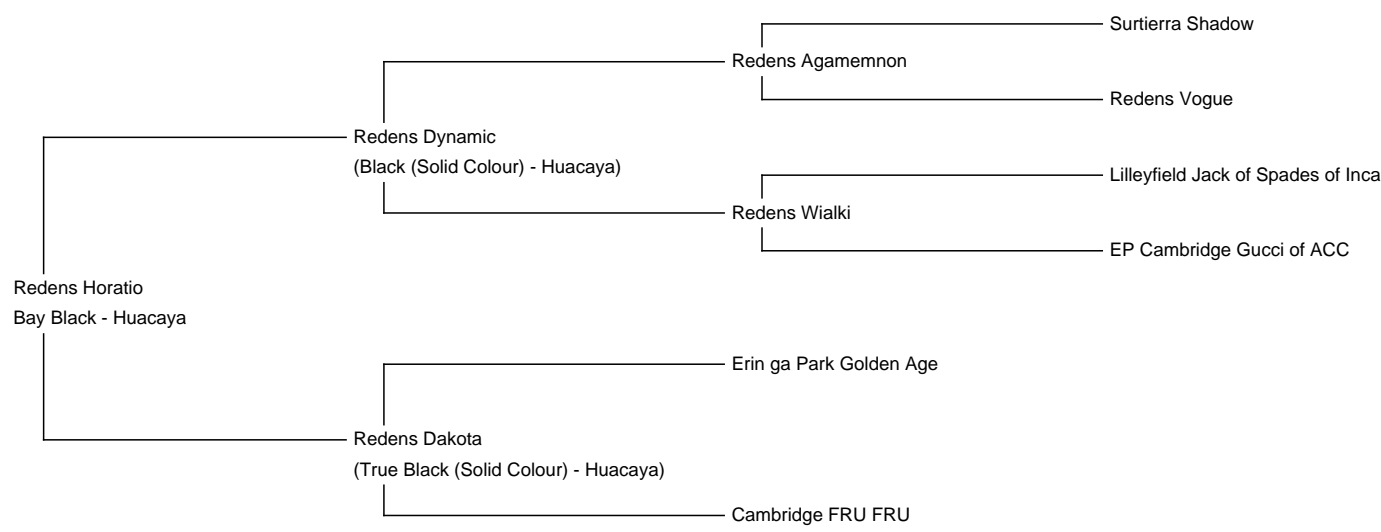 Surtierra Shadow
Redens Agamemnon
Redens Vogue
Redens Dynamic
(Black (Solid Colour) - Huacaya)
Lilleyfield Jack of Spades of Inca
Redens Wialki
EP Cambridge Gucci of ACC
Redens Horatio
Bay Black - Huacaya
Erin ga Park Golden Age
Redens Dakota
(True Black (Solid Colour) - Huacaya)
Cambridge FRU FRU